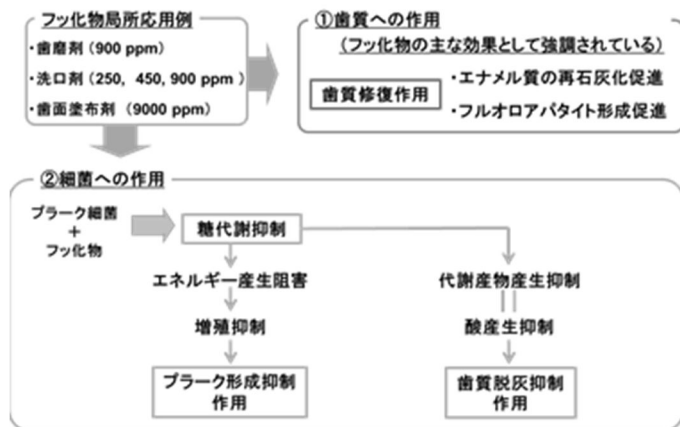 フッ化物局所応用例
・歯磨剤（900 ppm）
・洗口剤（250, 450, 900 ppm ）
・歯面塗布剤 （9000 ppm）
①歯質への作用
（フッ化物の主な効果として強調されている）
歯質修復作用
・エナメル質の再石灰化促進
・フルオロアパタイト形成促進
②細菌への作用
プラーク細菌
＋
フッ化物
糖代謝抑制
エネルギー産生阻害
増殖抑制
プラーク形成抑制
作用
代謝産物産生抑制
酸産生抑制
歯質脱灰抑制
作用